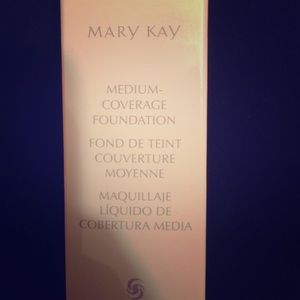 MARY KAY
MEDIUM-
COVERAGE
FOUNDATION
FOND DE TEINT
COUVERTURE
MOYENNE
MAQUILLAJE
LÍQUIDO DE
COBERTURA MEDIA